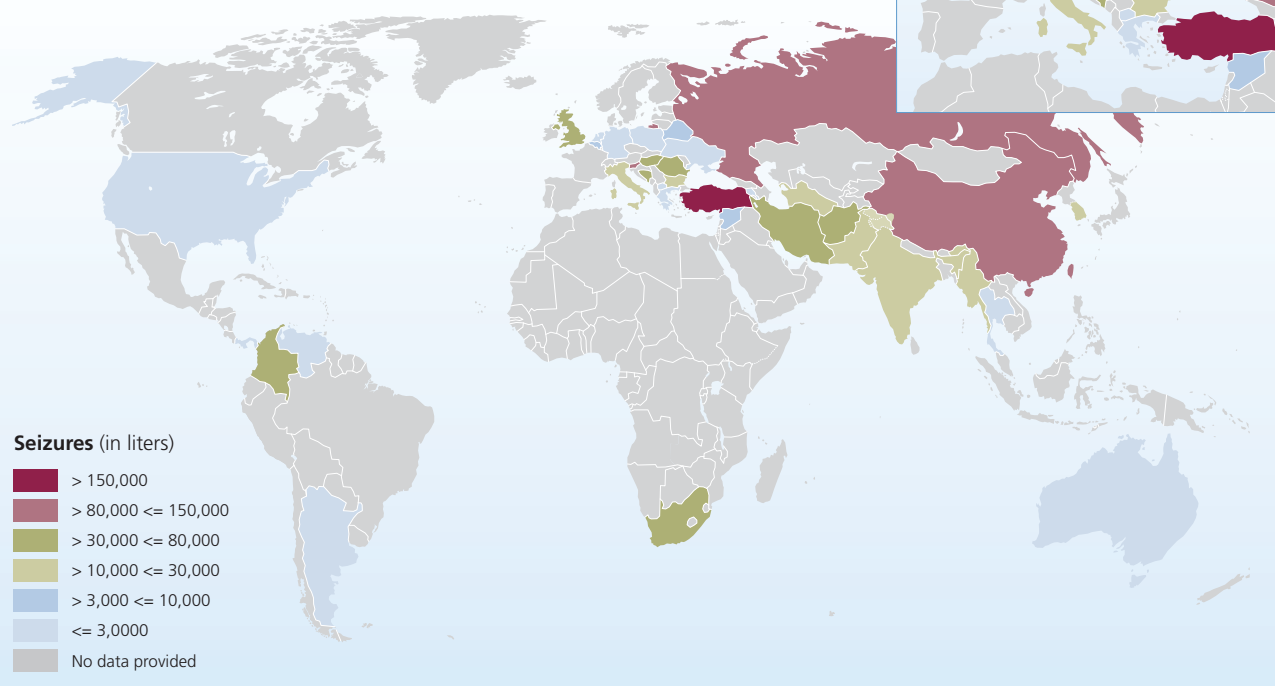 Seizures (in liters)
> 150,000
> 80,000 <= 150,000
> 30,000 <= 80,000
> 10,000 <= 30,000
> 3,000 <= 10,000
<= 3,0000
No data provided